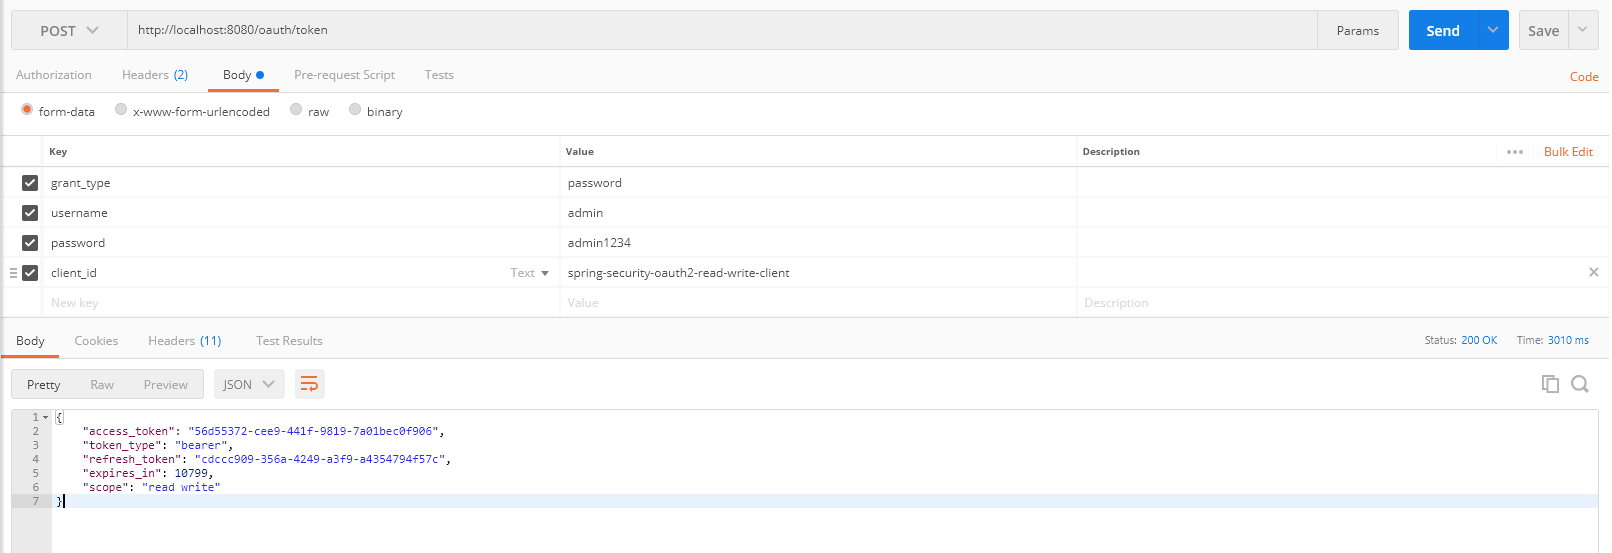 POST http://localhost:8080/oauth/token Params Send Save
Authorization Headers (2) Body Pre-request Script Tests Code
form-data x-www-form-urlencoded raw binary
Key Value Description Bulk Edit
grant_type password
username admin
password admin1234
client_id Text spring-security-oauth2-read-write-client
New key Value Description
Body Cookies Headers (11) Test Results Status: 200 OK Time: 3010 ms
Pretty Raw Preview JSON
1 {
2 "access_token": "56d55372-cee9-441f-9819-7a01bec0f906",
3 "token_type": "bearer",
4 "refresh_token": "cdccc909-356a-4249-a3f9-a4354794f57c",
5 "expires_in": 10799,
6 "scope": "read write"
7 }